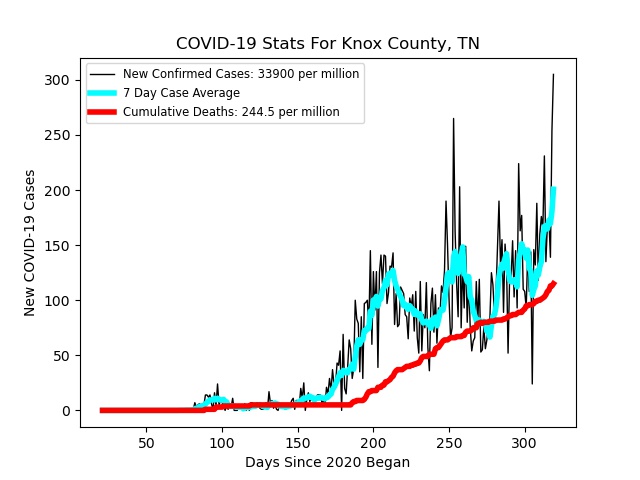 COVID-19 Stats For Knox County, TN
New Confirmed Cases: 33900 per million
7 Day Case Average
Cumulative Deaths: 244.5 per million
New COVID-19 Cases
300
250
200
150
100
50
0
50 100 150 200 250 300
Days Since 2020 Began